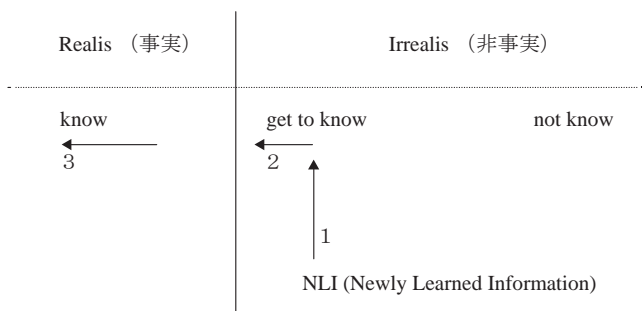 Realis （事実） Irrealis （非事実）
know get to know not know
3 2
1
NLI (Newly Learned Information)